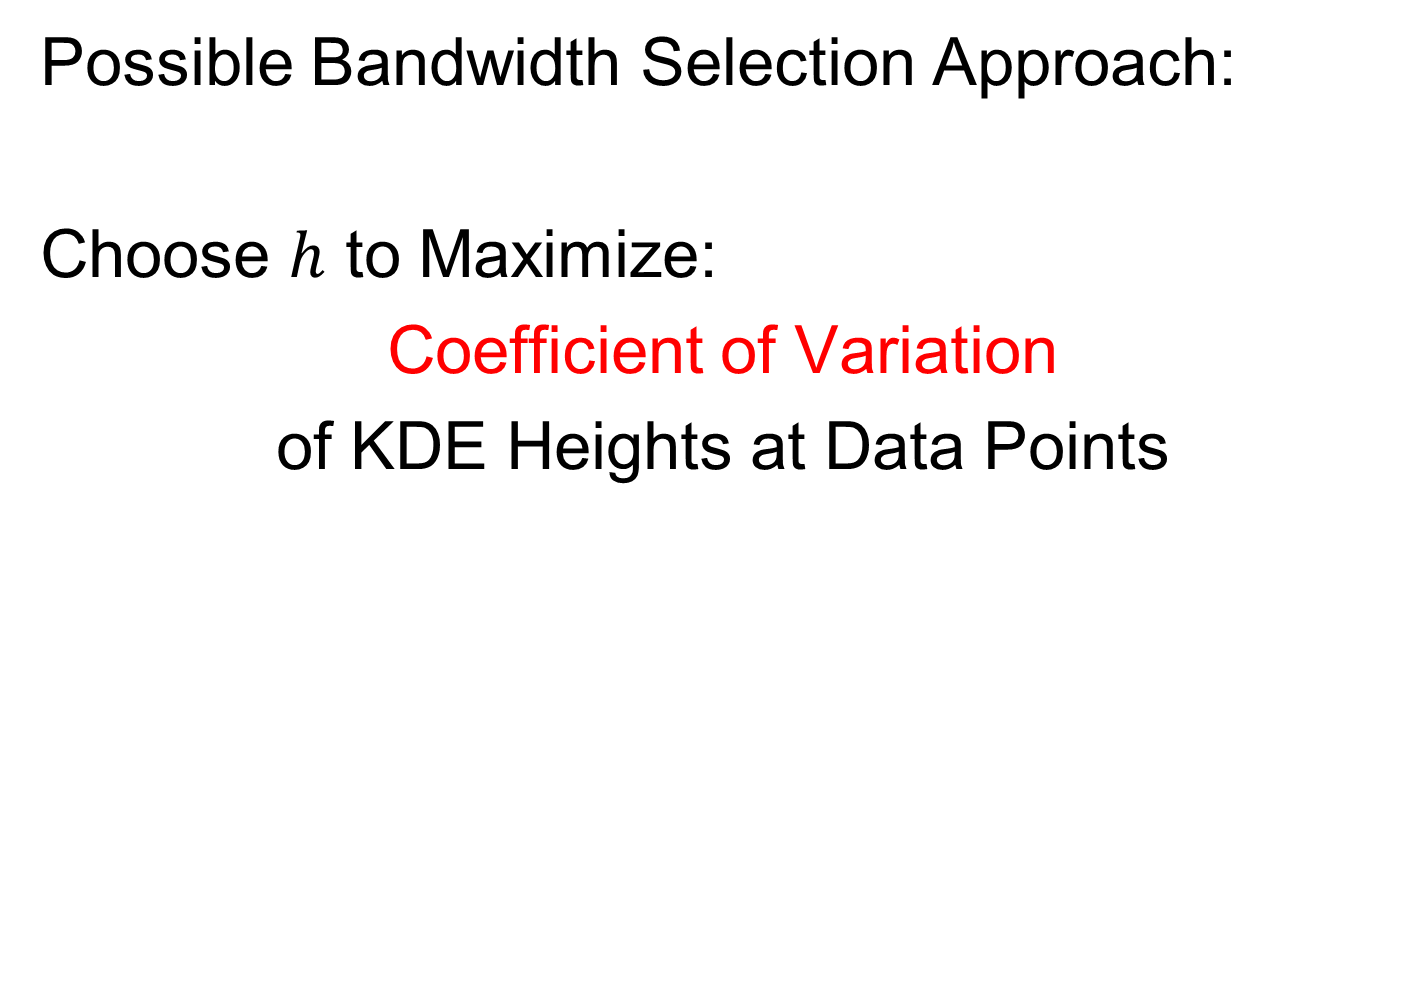 Possible Bandwidth Selection Approach:
Choose ℎ to Maximize:
Coefficient of Variation
of KDE Heights at Data Points